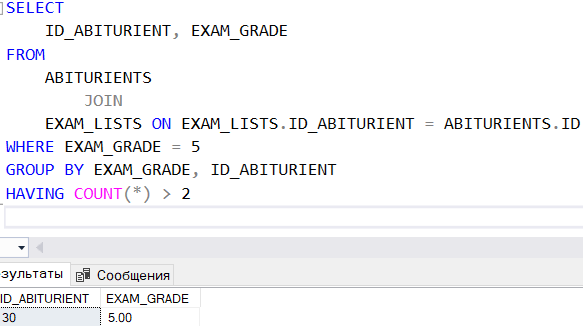 SELECT
ID_ABITURIENT, EXAM_GRADE
FROM
ABITURIENTS
JOIN
EXAM_LISTS ON EXAM_LISTS.ID_ABITURIENT = ABITURIENTS.ID
WHERE EXAM_GRADE = 5
GROUP BY EXAM_GRADE, ID_ABITURIENT
HAVING COUNT(*) > 2
зультаты Сообщения
ID_ABITURIENT EXAM_GRADE
30 5.00